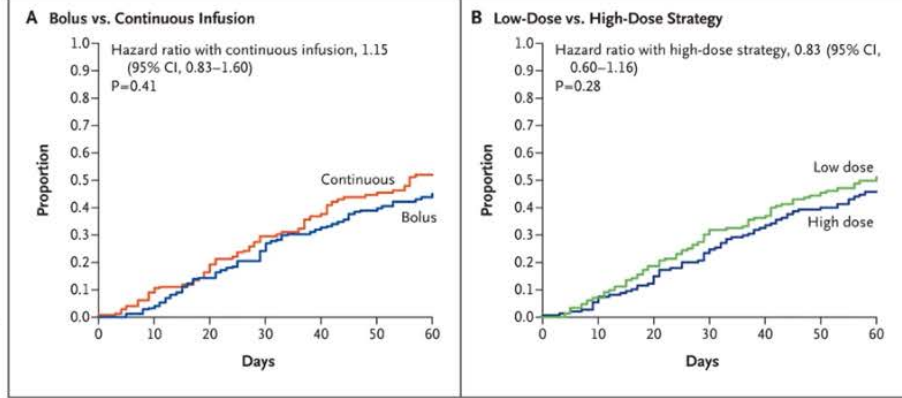 A Bolus vs. Continuous Infusion
Hazard ratio with continuous infusion, 1.15
(95% CI, 0.83–1.60)
P=0.41
1.0
0.9
0.8
0.7
0.6
0.5
0.4
0.3
0.2
0.1
0.0
Proportion
Continuous
Bolus
0 10 20 30 40 50 60
Days
B Low-Dose vs. High-Dose Strategy
Hazard ratio with high-dose strategy, 0.83 (95% CI,
0.60–1.16)
P=0.28
1.0
0.9
0.8
0.7
0.6
0.5
0.4
0.3
0.2
0.1
0.0
Proportion
Low dose
High dose
0 10 20 30 40 50 60
Days